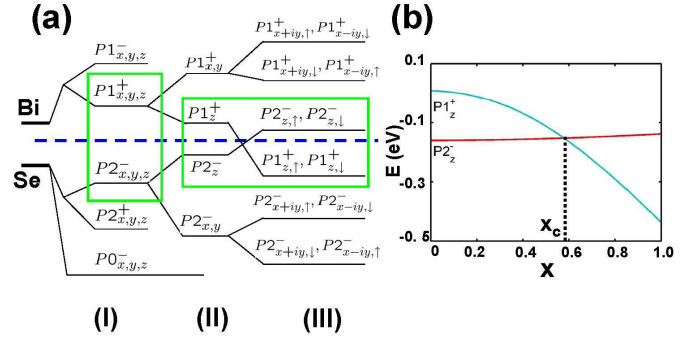 (a)
P1⁻x,y,z
Bi
P1⁺x,y,z
P1⁺x,y
P1⁺x+iy,↑, P1⁺x−iy,↓
P1⁺x+iy,↓, P1⁺x−iy,↑
P1⁺z
P2⁻z,↑, P2⁻z,↓
Se
P2⁻x,y,z
P2⁻z
P1⁺z,↑, P1⁺z,↓
P2⁺x,y,z
P2⁻x,y
P2⁻x+iy,↑, P2⁻x−iy,↓
P2⁻x+iy,↓, P2⁻x−iy,↑
P0⁻x,y,z
(I) (II) (III)
(b)
E (eV)
0.1
-0.1
-0.3
-0.5
P1⁺z
P2⁻z
xc
0 0.2 0.4 0.6 0.8 1.0
x